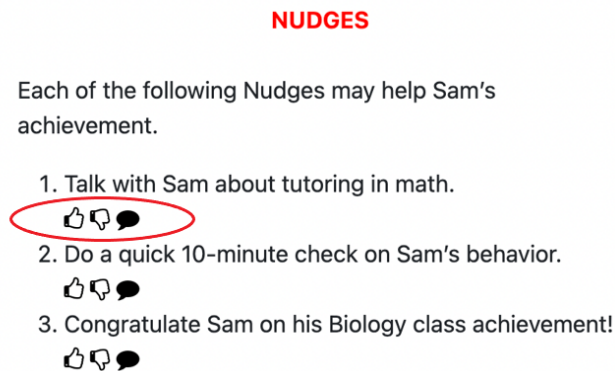 NUDGES
Each of the following Nudges may help Sam's
achievement.
1. Talk with Sam about tutoring in math.
2. Do a quick 10-minute check on Sam's behavior.
3. Congratulate Sam on his Biology class achievement!